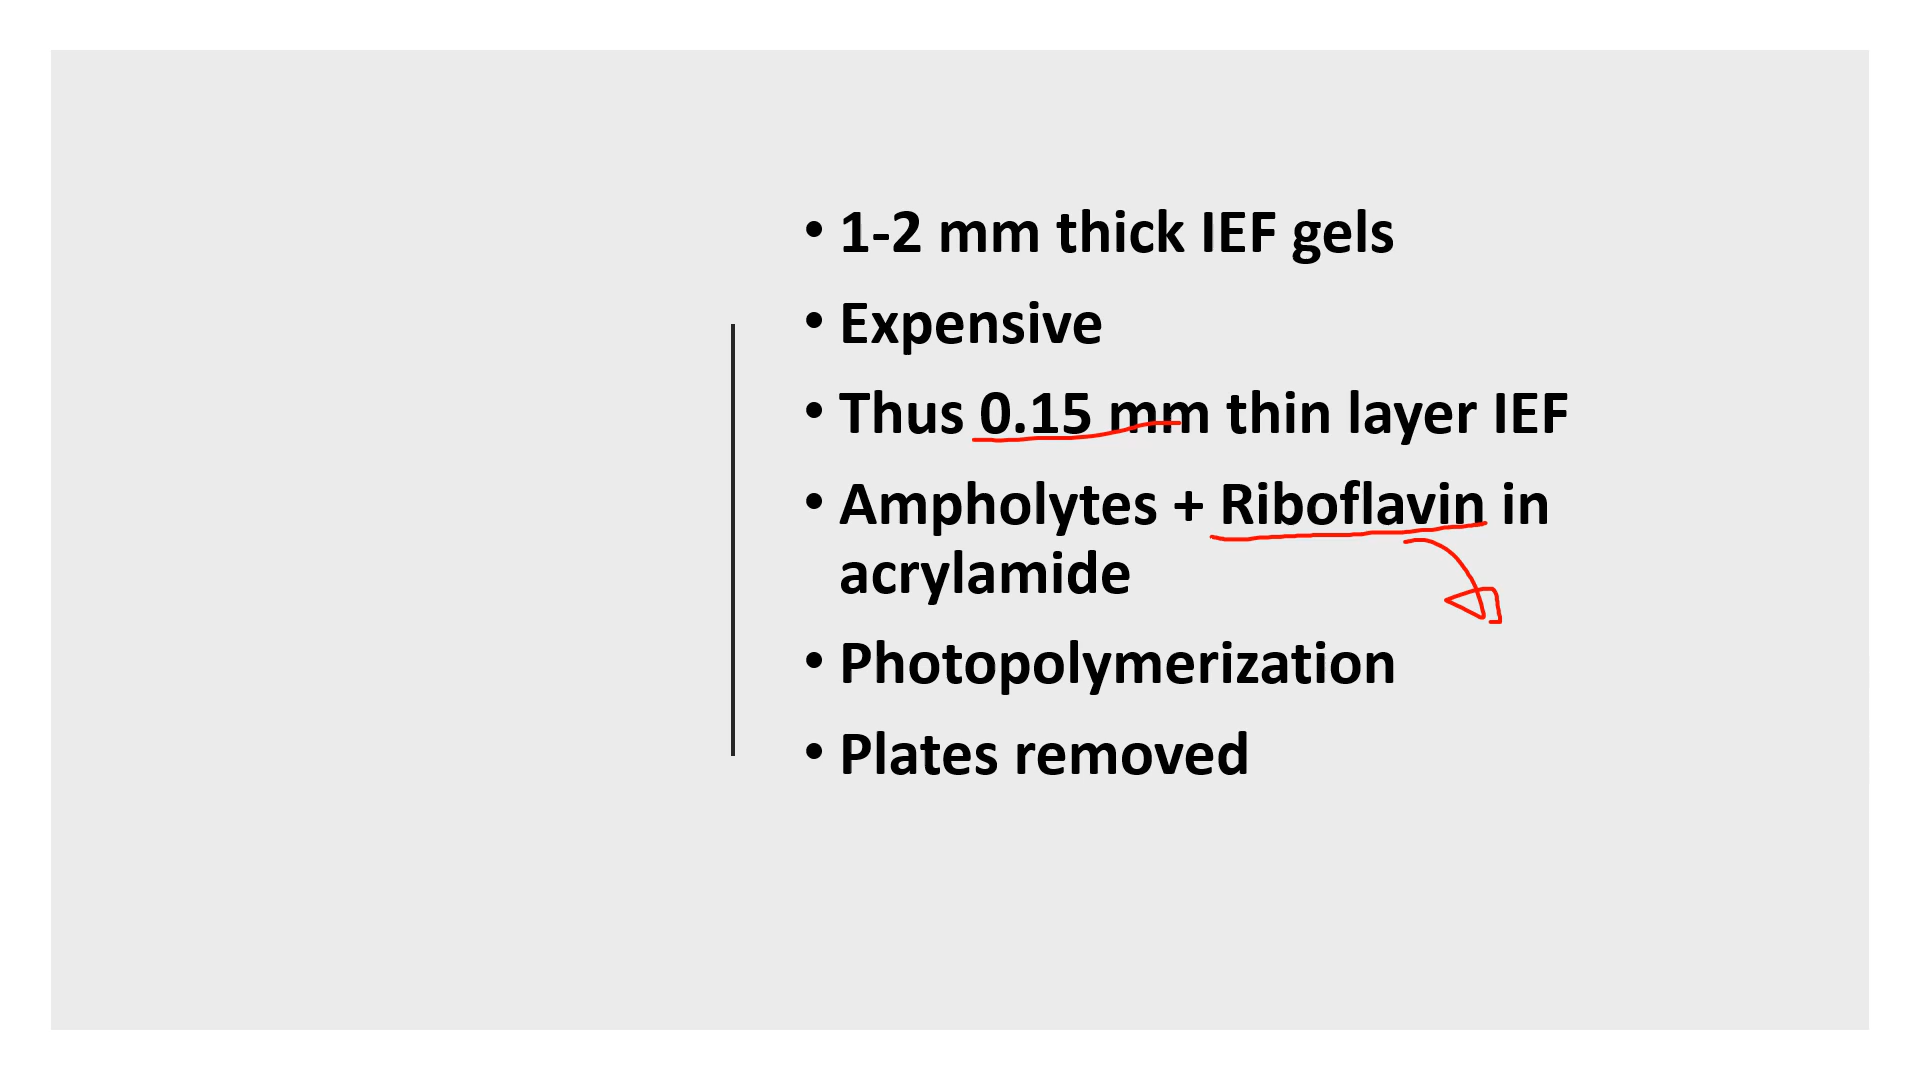 • 1-2 mm thick IEF gels
• Expensive
• Thus 0.15 mm thin layer IEF
• Ampholytes + Riboflavin in
acrylamide
• Photopolymerization
• Plates removed